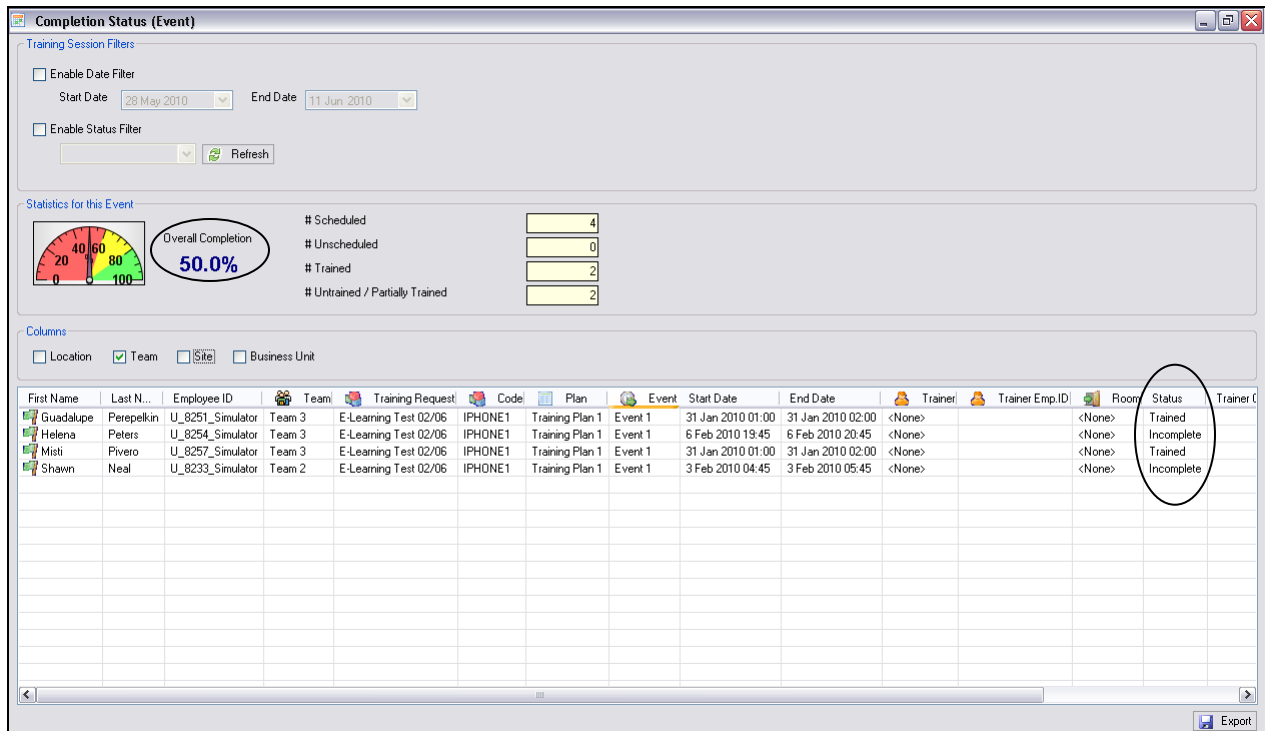 Completion Status (Event)
Training Session Filters
Enable Date Filter
Start Date 28 May 2010 End Date 11 Jun 2010
Enable Status Filter
Refresh
Statistics for this Event
0 20 40 60 80 100
%
Overall Completion
50.0%
# Scheduled 4
# Unscheduled 0
# Trained 2
# Untrained / Partially Trained 2
Columns
Location Team Site Business Unit
First Name Last N... Employee ID Team Training Request Code Plan Event Start Date End Date Trainer Trainer Emp.ID Room Status Trainer
Guadalupe Perepelkin U_8251_Simulator Team 3 E-Learning Test 02/06 IPHONE1 Training Plan 1 Event 1 31 Jan 2010 01:00 31 Jan 2010 02:00 <None> <None> Trained
Helena Peters U_8254_Simulator Team 3 E-Learning Test 02/06 IPHONE1 Training Plan 1 Event 1 6 Feb 2010 19:45 6 Feb 2010 20:45 <None> <None> Incomplete
Misti Pivero U_8257_Simulator Team 3 E-Learning Test 02/06 IPHONE1 Training Plan 1 Event 1 31 Jan 2010 01:00 31 Jan 2010 02:00 <None> <None> Trained
Shawn Neal U_8233_Simulator Team 2 E-Learning Test 02/06 IPHONE1 Training Plan 1 Event 1 3 Feb 2010 04:45 3 Feb 2010 05:45 <None> <None> Incomplete
Export